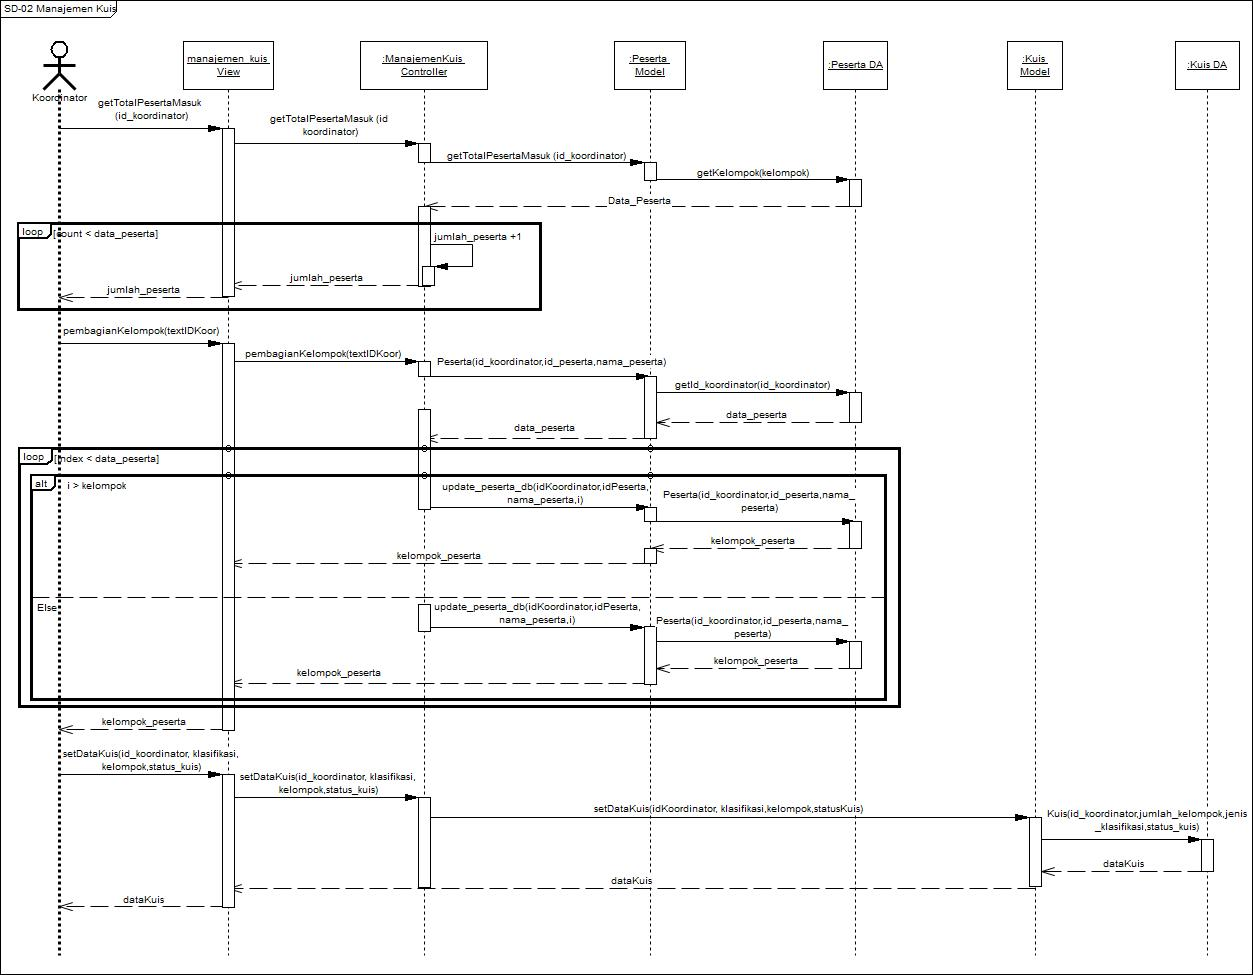 SD-02 Manajemen Kuis
manajemen_kuis
View
:ManajemenKuis
Controller
:Peserta
Model
:Peserta DA
:Kuis
Model
:Kuis DA
Koordinator
getTotalPesertaMasuk
(id_koordinator)
getTotalPesertaMasuk (id
koordinator)
getTotalPesertaMasuk (id_koordinator)
getKelompok(kelompok)
Data_Peserta
loop
[count < data_peserta]
jumlah_peserta +1
jumlah_peserta
jumlah_peserta
pembagianKelompok(textIDKoor)
pembagianKelompok(textIDKoor)
Peserta(id_koordinator,id_peserta,nama_peserta)
getId_koordinator(id_koordinator)
data_peserta
data_peserta
loop
[index < data_peserta]
alt
i > kelompok
update_peserta_db(idKoordinator,idPeserta,
nama_peserta,i)
Peserta(id_koordinator,id_peserta,nama_
peserta)
kelompok_peserta
kelompok_peserta
Else
update_peserta_db(idKoordinator,idPeserta,
nama_peserta,i)
Peserta(id_koordinator,id_peserta,nama_
peserta)
kelompok_peserta
kelompok_peserta
kelompok_peserta
setDataKuis(id_koordinator, klasifikasi,
kelompok,status_kuis)
setDataKuis(id_koordinator, klasifikasi,
kelompok,status_kuis)
setDataKuis(idKoordinator, klasifikasi,kelompok,statusKuis)
Kuis(id_koordinator,jumlah_kelompok,jenis
_klasifikasi,status_kuis)
dataKuis
dataKuis
dataKuis